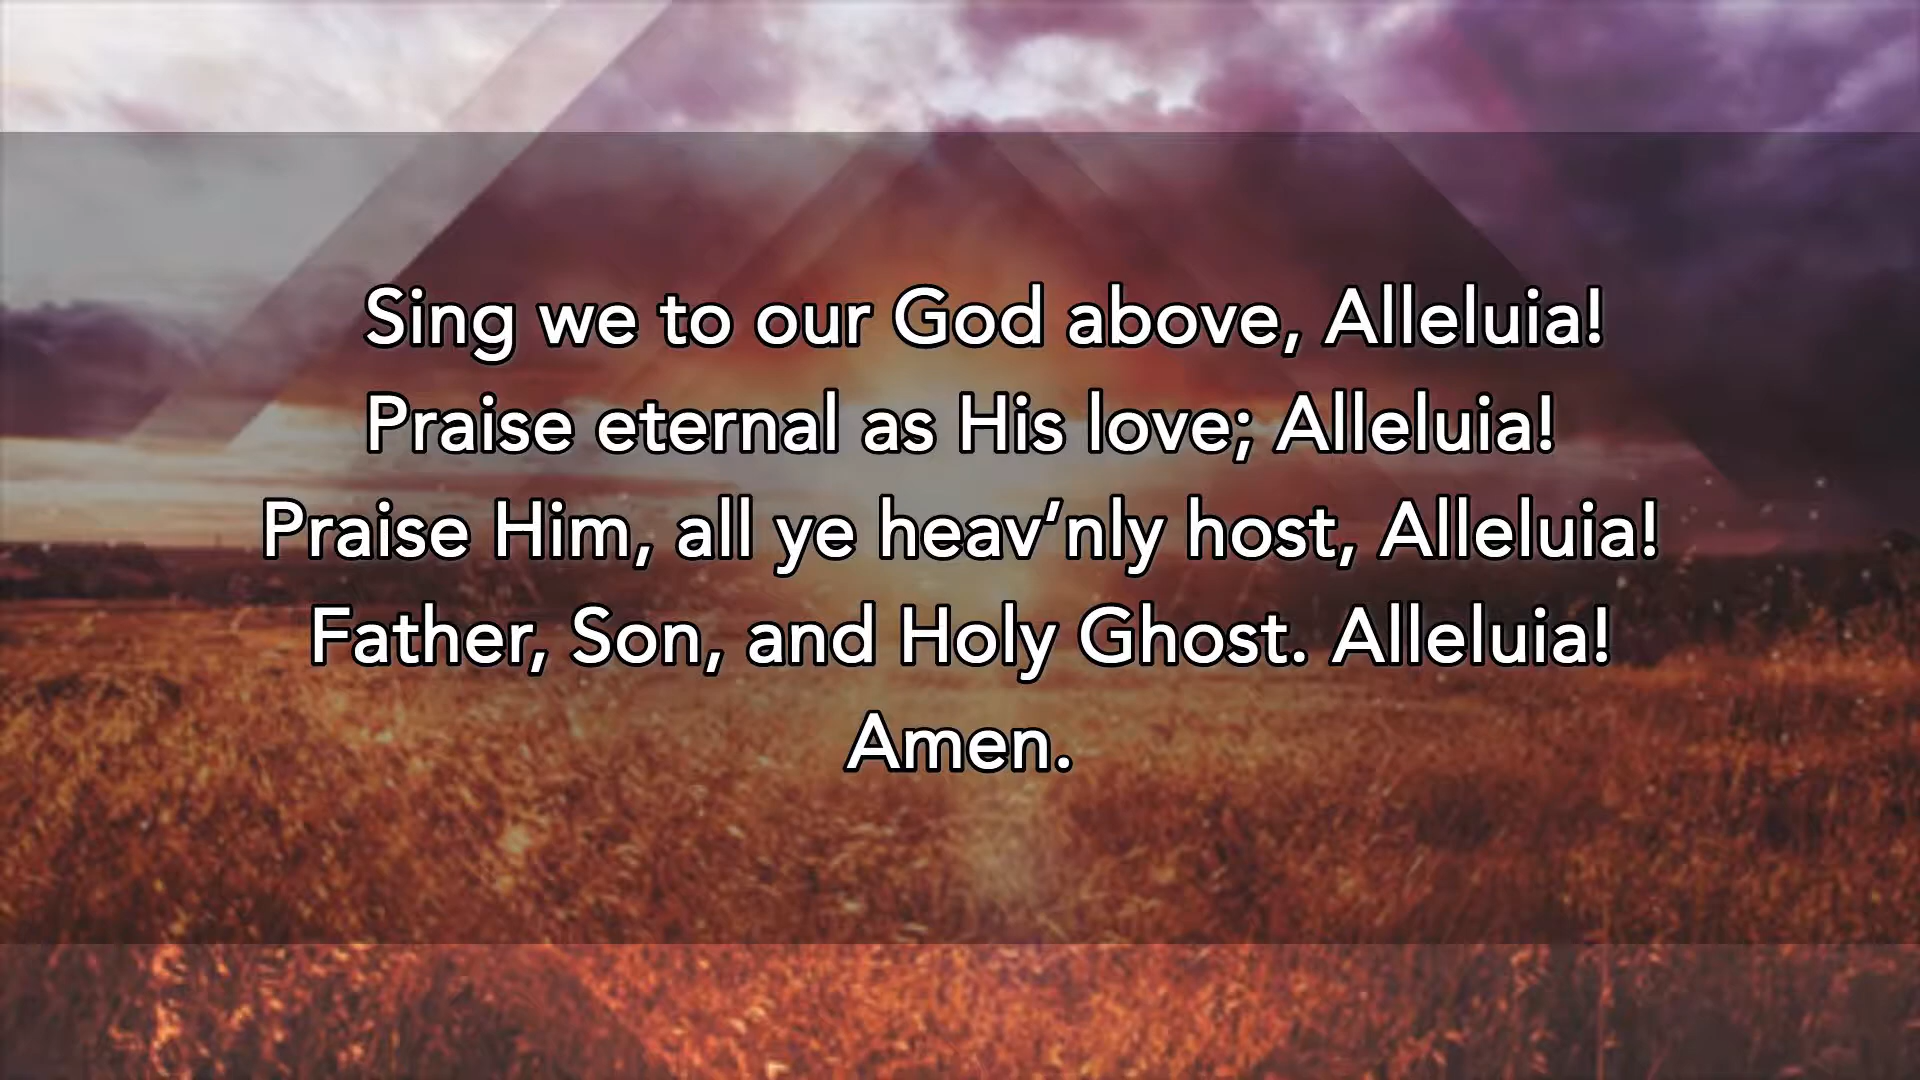 Sing we to our God above, Alleluia!
Praise eternal as His love; Alleluia!
Praise Him, all ye heav’nly host, Alleluia!
Father, Son, and Holy Ghost. Alleluia!
Amen.